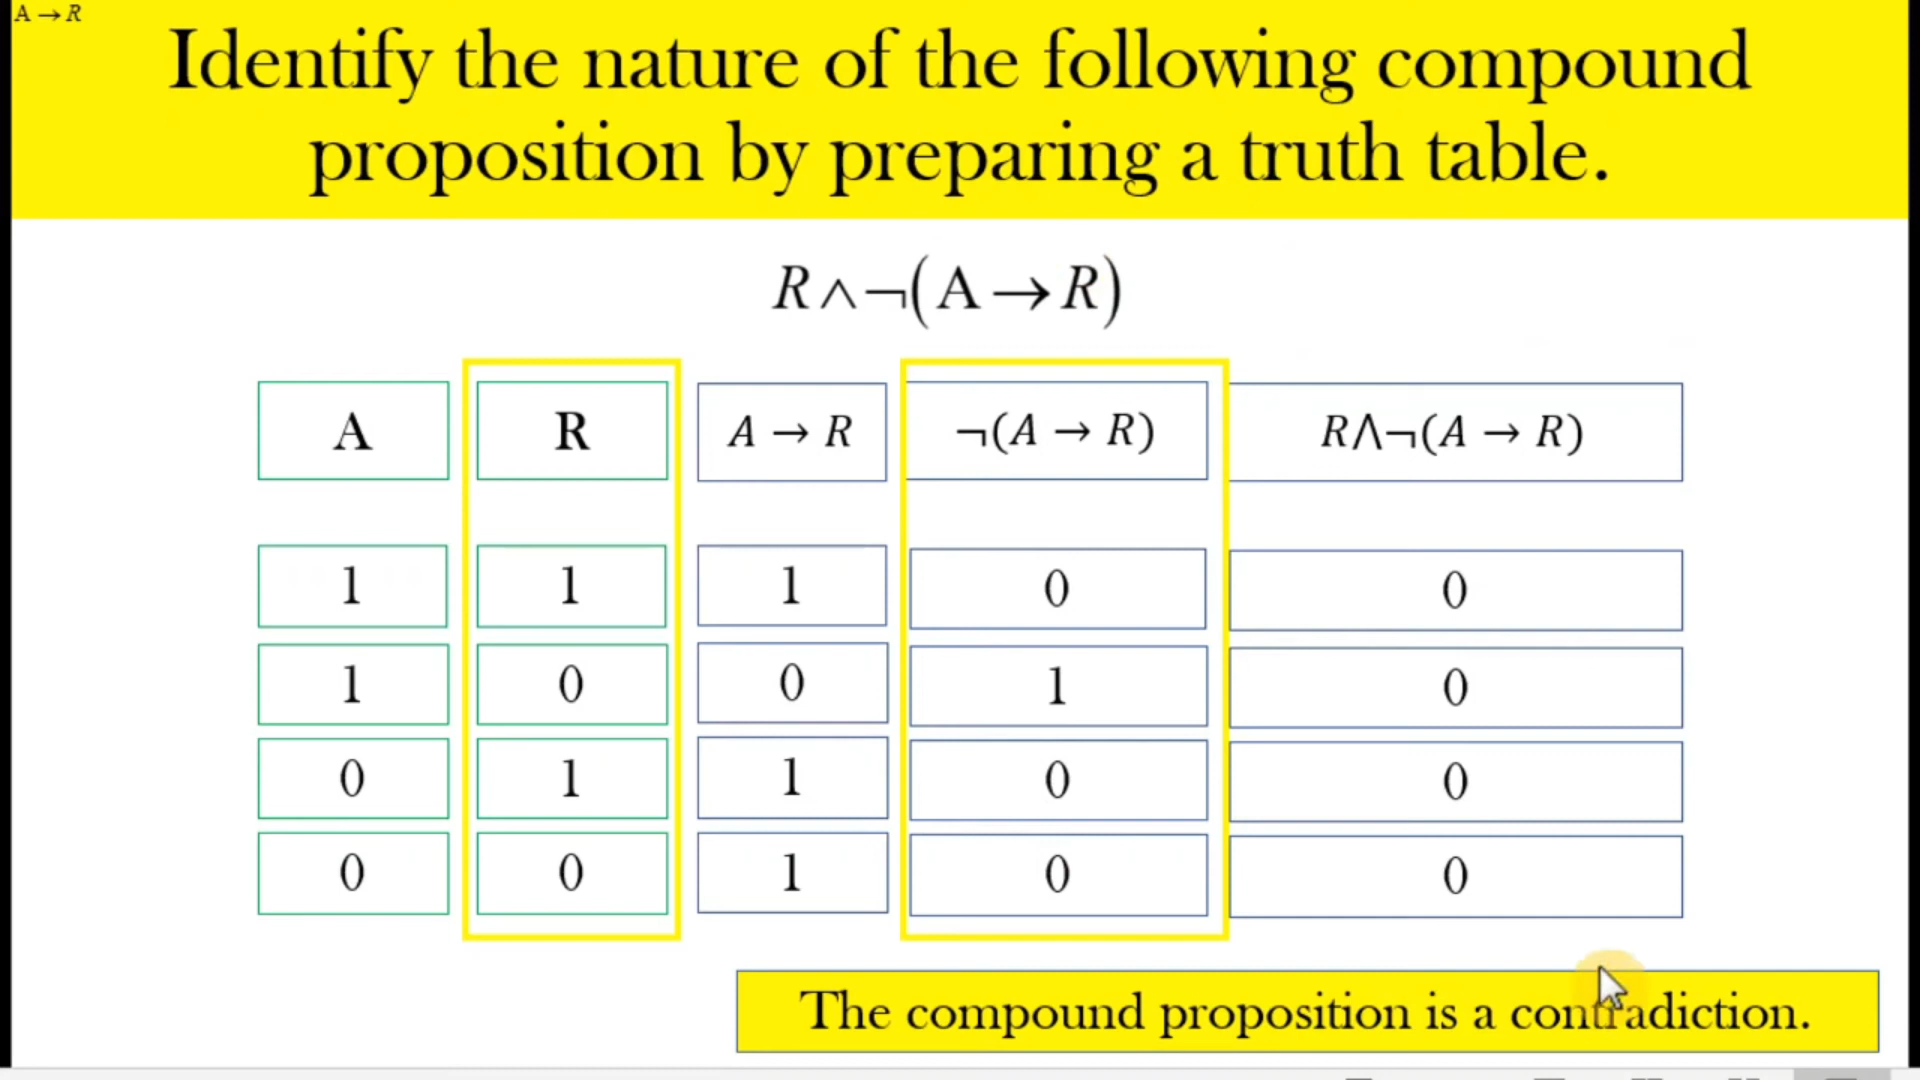 A → R
Identify the nature of the following compound
proposition by preparing a truth table.
R ∧ ¬(A → R)
A R A → R ¬(A → R) R⋀¬(A → R)
1 1 1 0 0
1 0 0 1 0
0 1 1 0 0
0 0 1 0 0
The compound proposition is a contradiction.